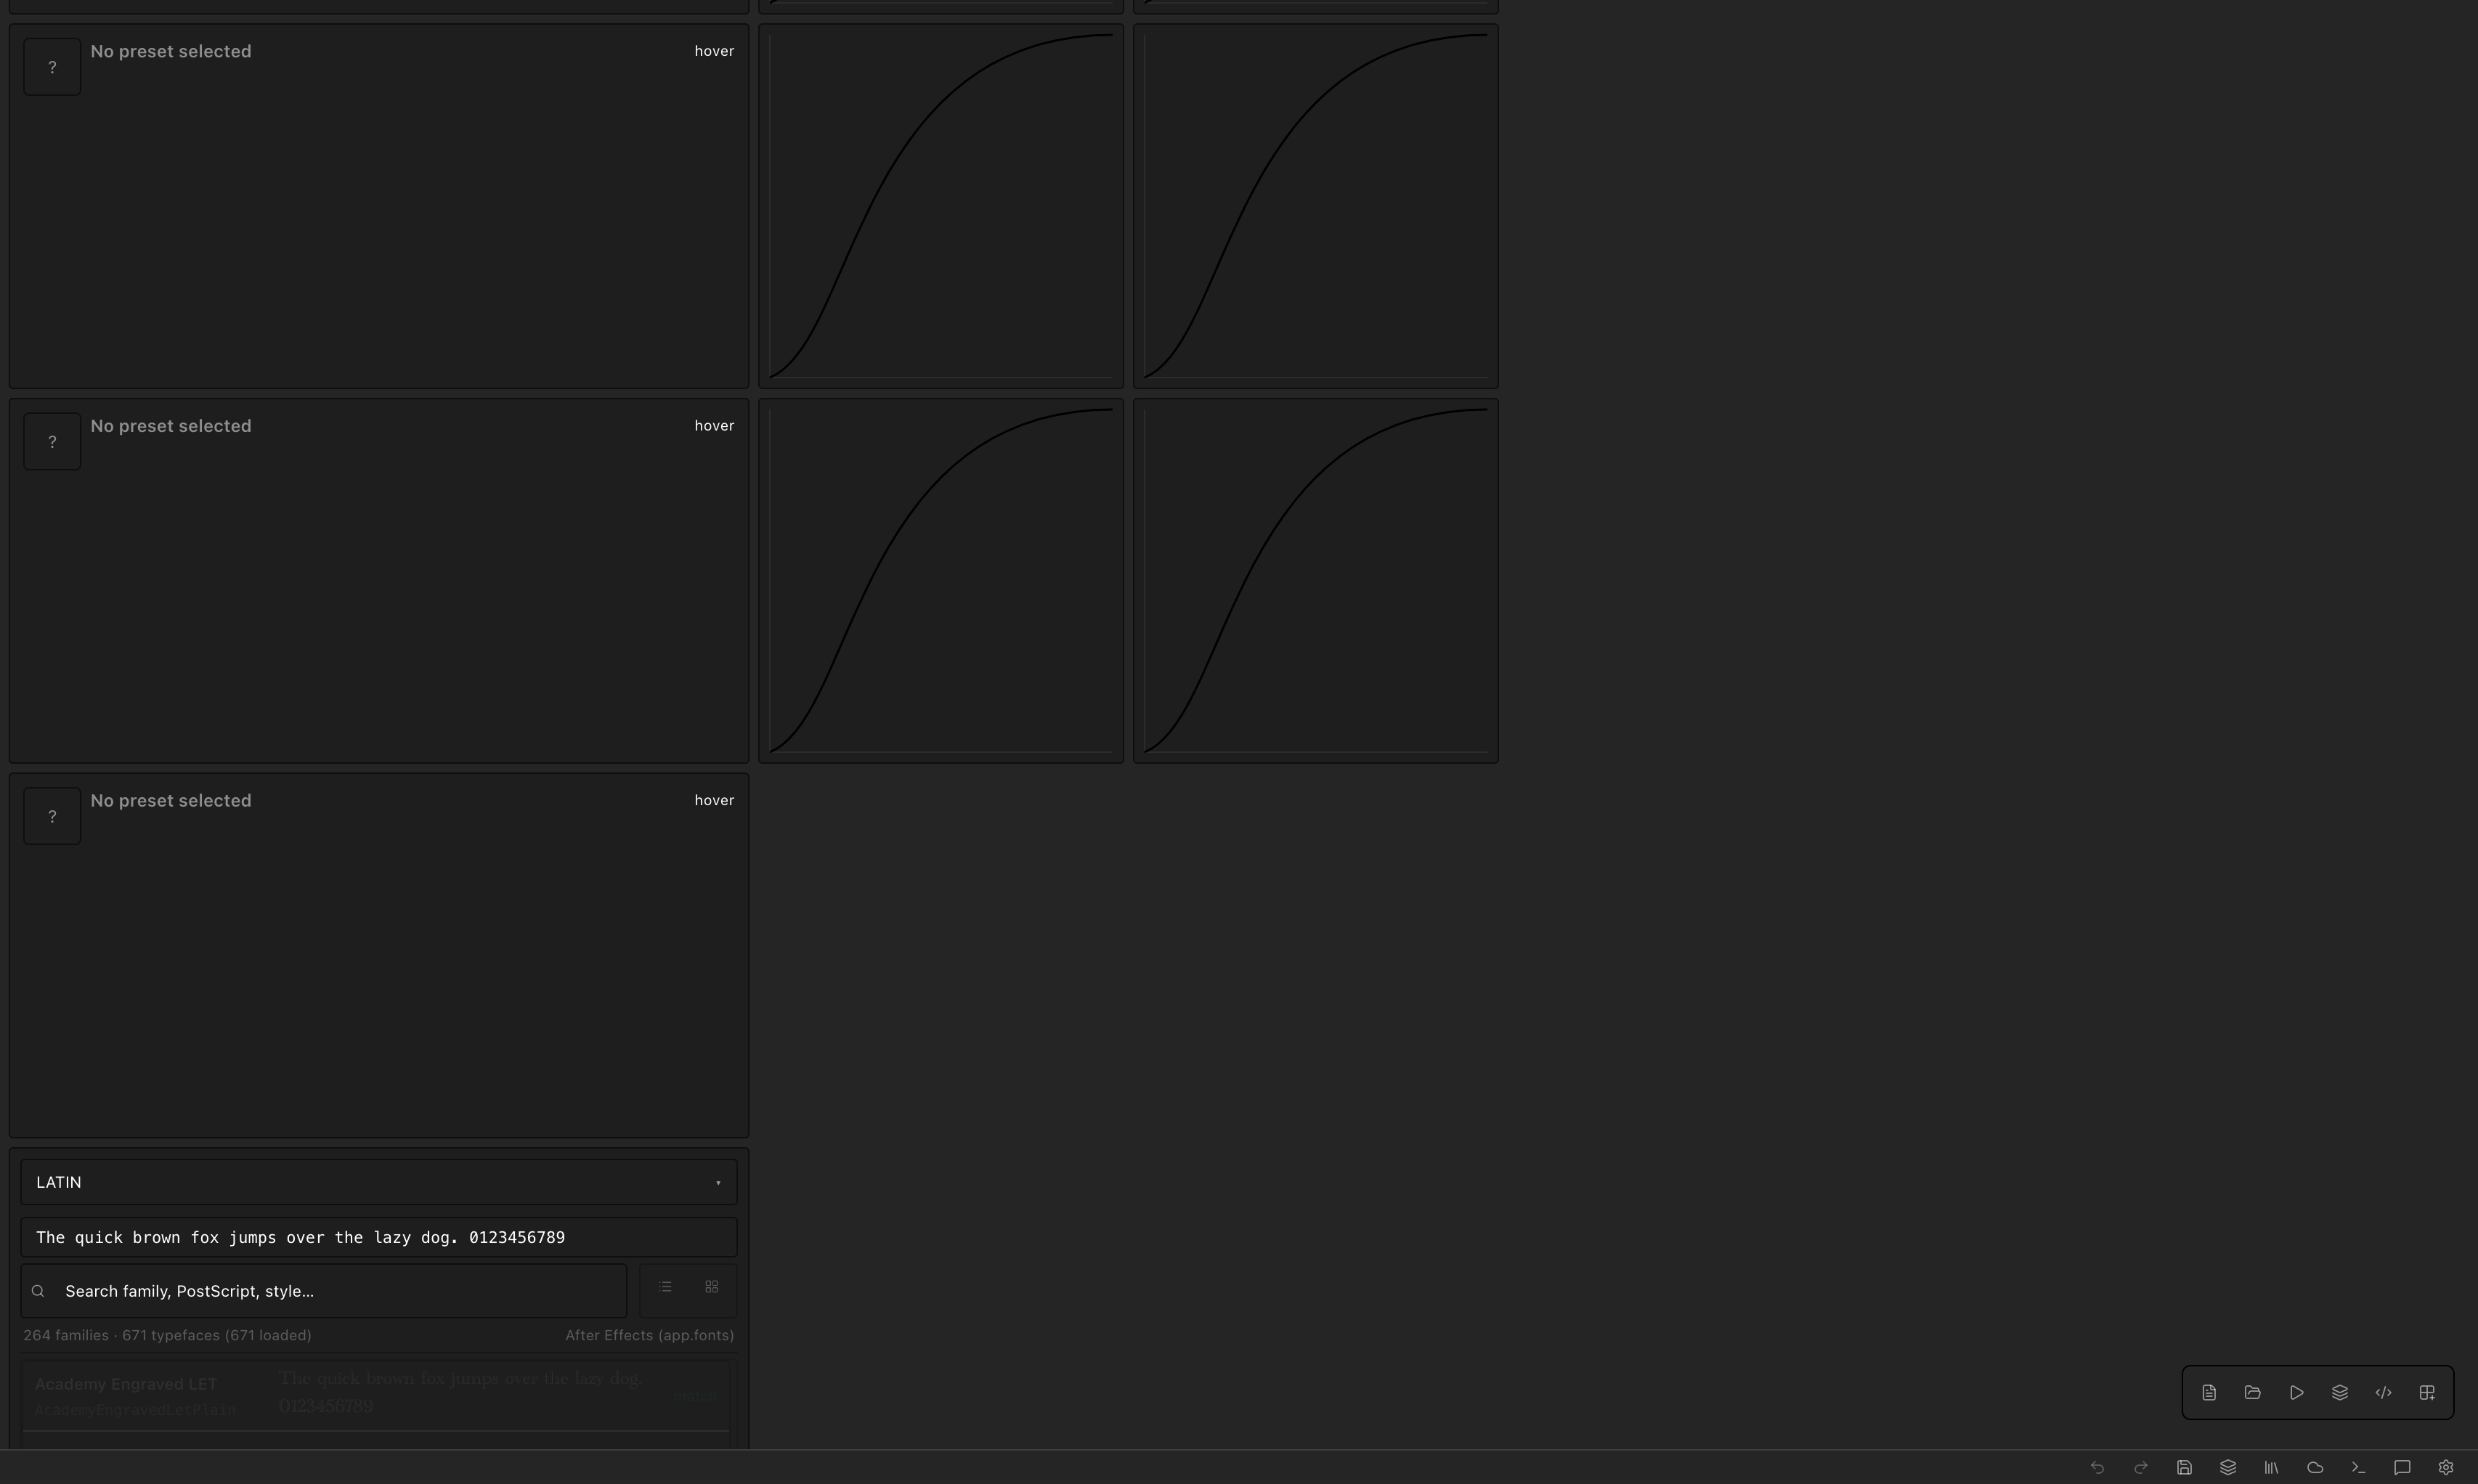 ? No preset selected hover
? No preset selected hover
? No preset selected hover
LATIN
The quick brown fox jumps over the lazy dog. 0123456789
Search family, PostScript, style...
264 families · 671 typefaces (671 loaded) After Effects (app.fonts)
Academy Engraved LET
AcademyEngravedLetPlain
The quick brown fox jumps over the lazy dog.
0123456789